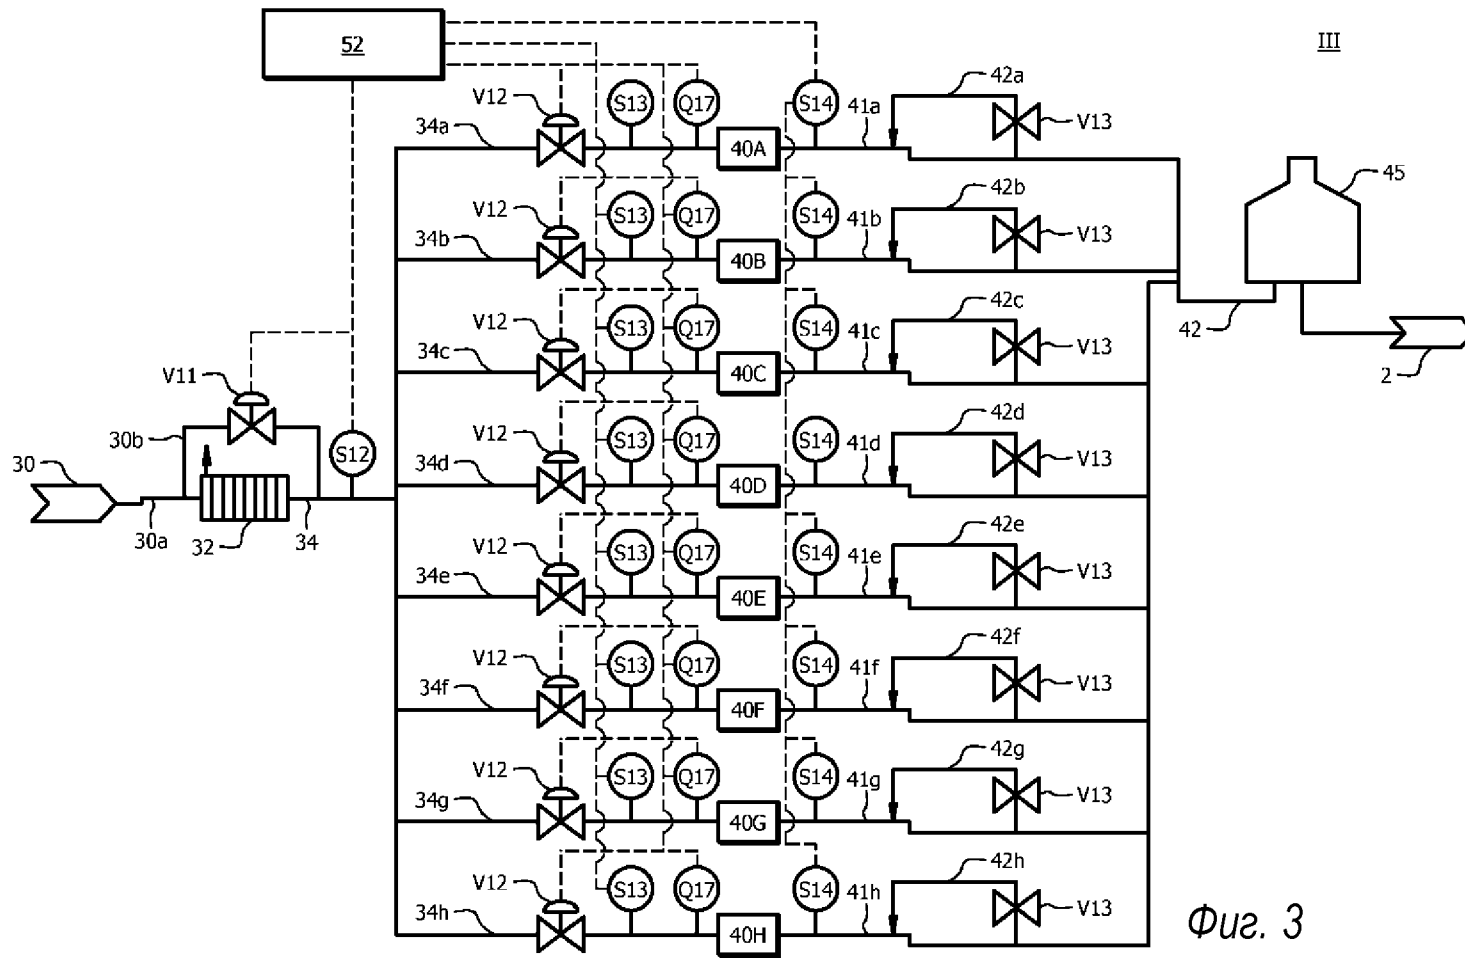 52
III
V12 S13 Q17 S14 42a
34a 40A 41a V13
45
V12 S13 Q17 S14 42b
34b 40B 41b V13
V12 S13 Q17 S14 42c
34c 40C 41c V13
42
2
V11
30b S12
30 30a 32 34
V12 S13 Q17 S14 42d
34d 40D 41d V13
V12 S13 Q17 S14 42e
34e 40E 41e V13
V12 S13 Q17 S14 42f
34f 40F 41f V13
V12 S13 Q17 S14 42g
34g 40G 41g V13
V12 S13 Q17 S14 42h
34h 40H 41h V13
Фиг. 3